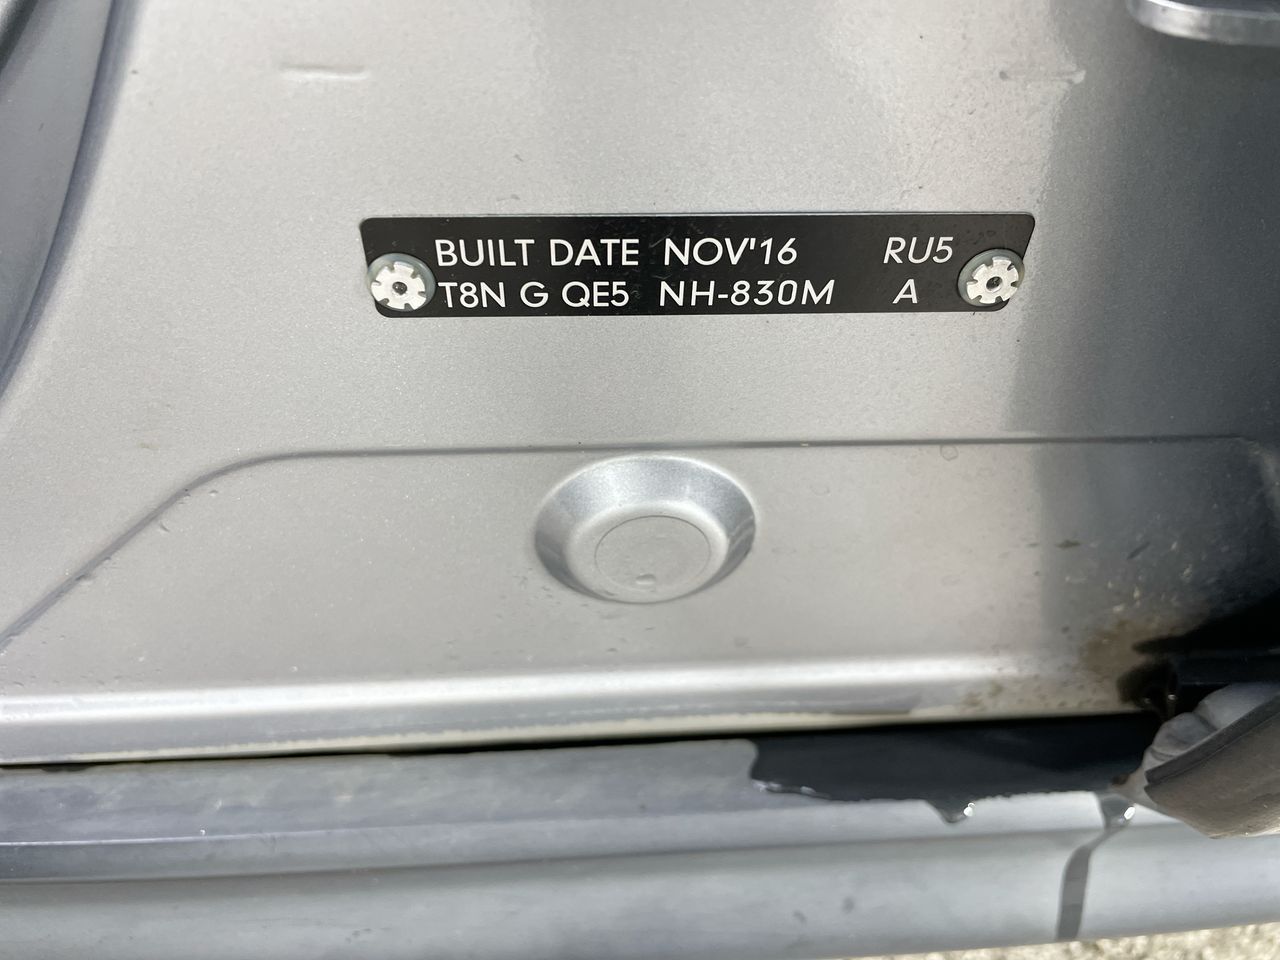 BUILT DATE NOV'16 RU5
T8N G QE5 NH-830M A